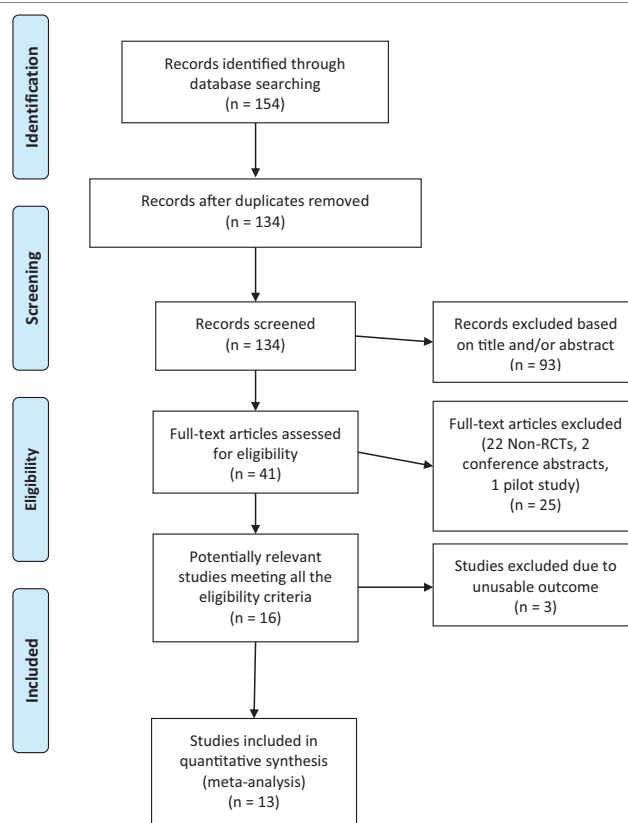 Identification
Records identified through
database searching
(n = 154)
Records after duplicates removed
(n = 134)
Screening
Records screened
(n = 134)
Records excluded based
on title and/or abstract
(n = 93)
Eligibility
Full-text articles assessed
for eligibility
(n = 41)
Full-text articles excluded
(22 Non-RCTs, 2
conference abstracts,
1 pilot study)
(n = 25)
Potentially relevant
studies meeting all the
eligibility criteria
(n = 16)
Studies excluded due to
unusable outcome
(n = 3)
Included
Studies included in
quantitative synthesis
(meta-analysis)
(n = 13)